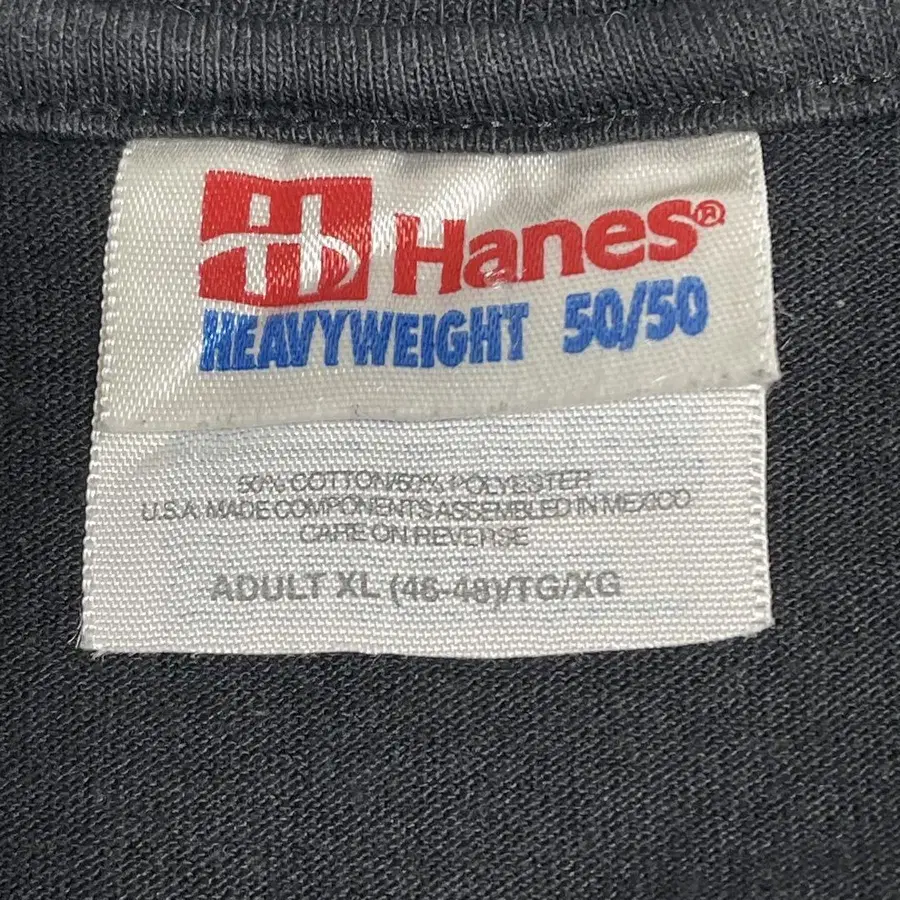 Hanes®
HEAVYWEIGHT 50/50
50% COTTON/50% POLYESTER
U.S.A. MADE COMPONENTS ASSEMBLED IN MEXICO
CARE ON REVERSE
ADULT XL (46-48)/TG/XG